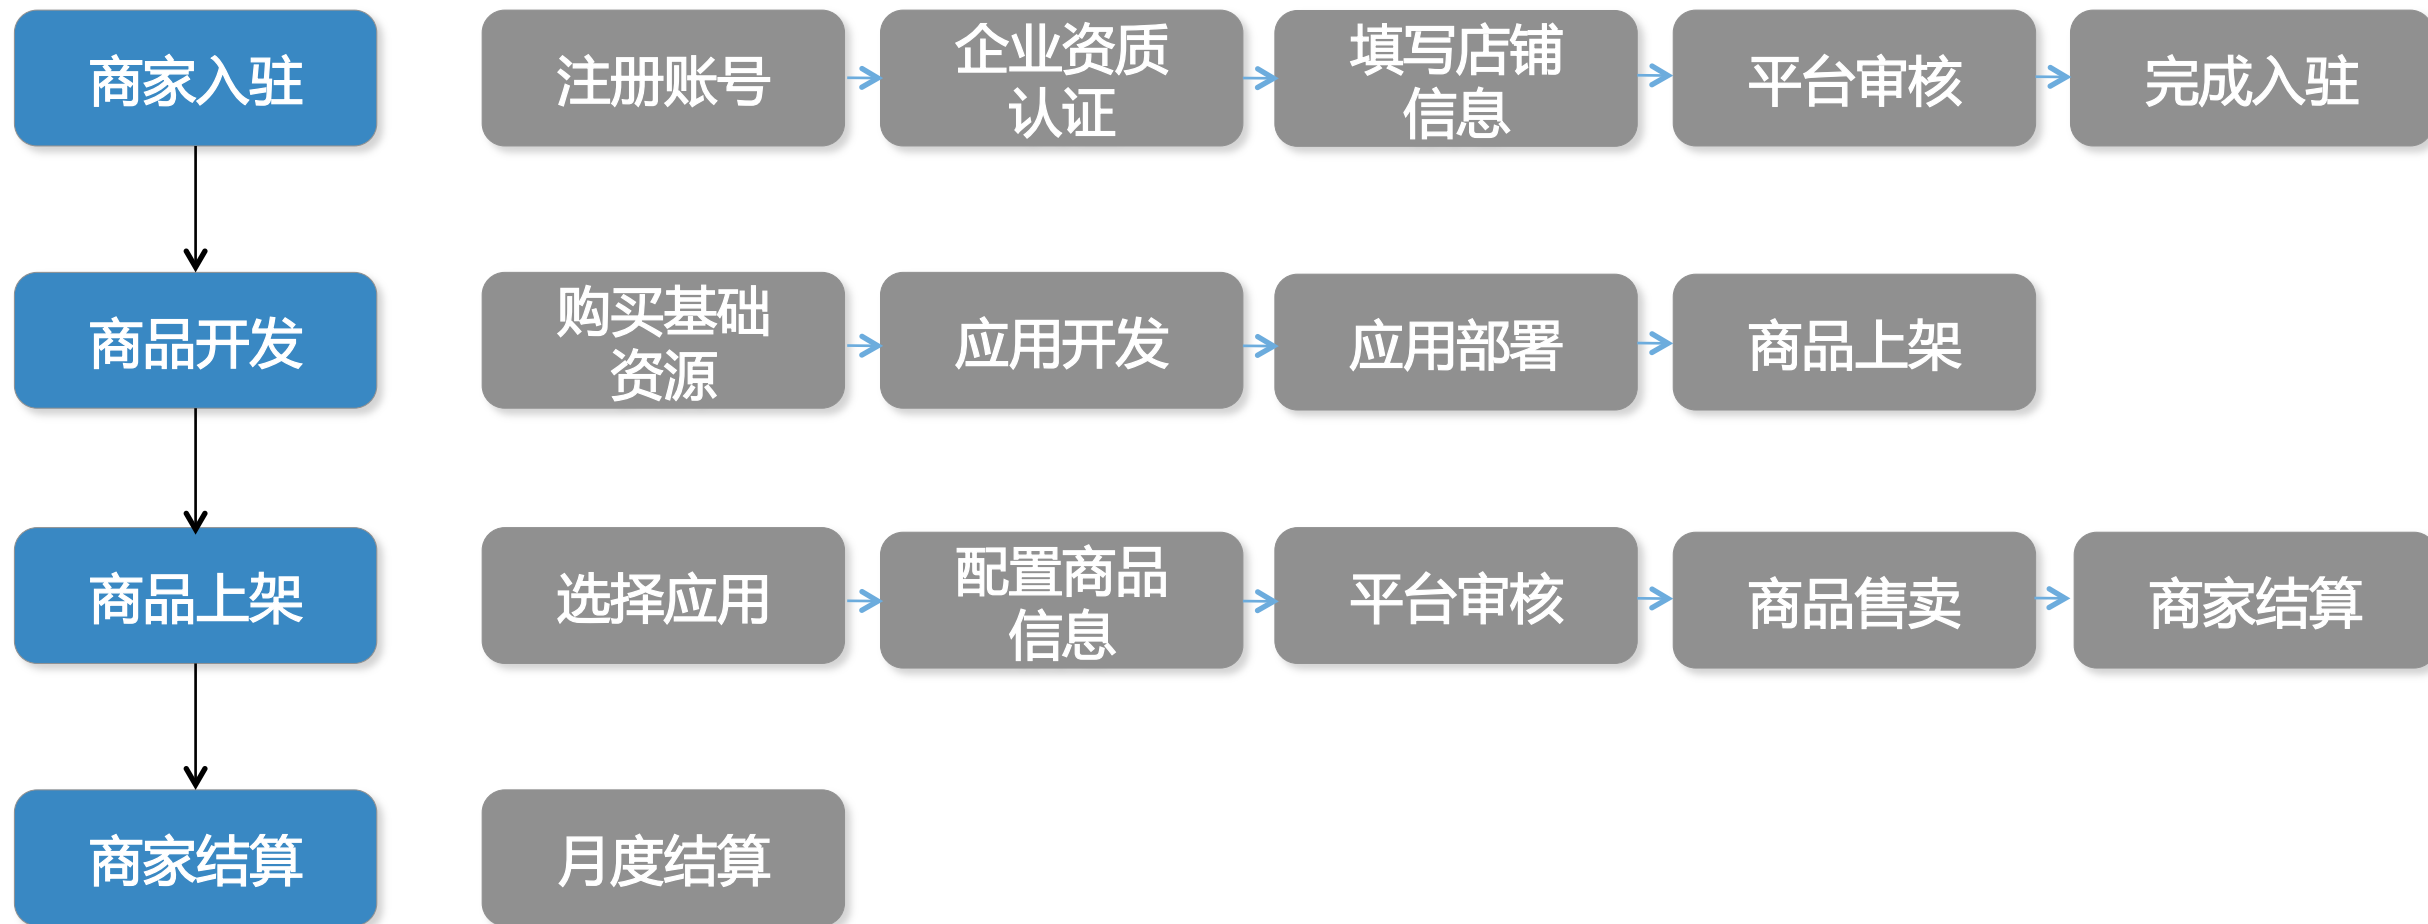 商家入驻
注册账号
企业资质
认证
填写店铺
信息
平台审核
完成入驻
商品开发
购买基础
资源
应用开发
应用部署
商品上架
商品上架
选择应用
配置商品
信息
平台审核
商品售卖
商家结算
商家结算
月度结算